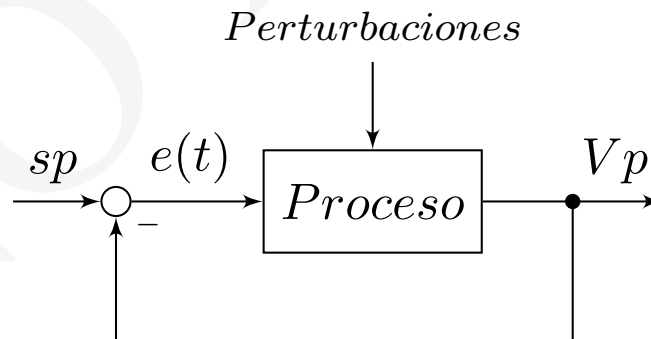 Perturbaciones
sp
e(t)
Vp
Proceso
−